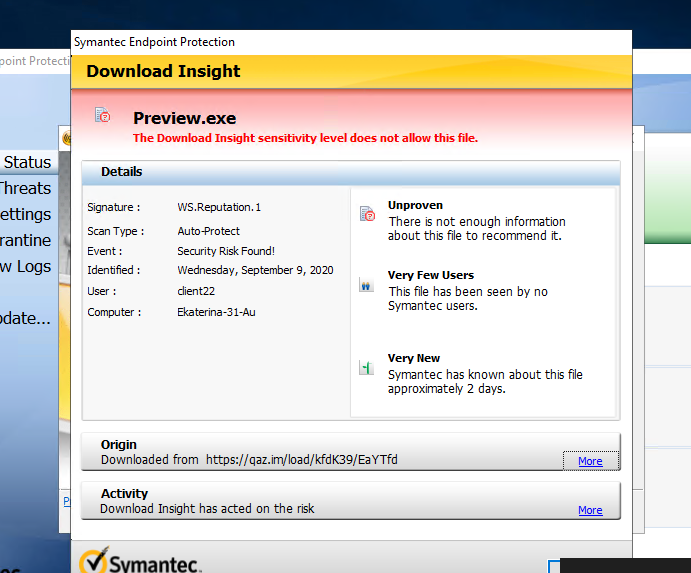 Symantec Endpoint Protection
point Protecti
Download Insight
Preview.exe
The Download Insight sensitivity level does not allow this file.
Status
Threats
ettings
rantine
w Logs
pdate...
Details
Signature : WS.Reputation.1
Scan Type : Auto-Protect
Event : Security Risk Found!
Identified : Wednesday, September 9, 2020
User : client22
Computer : Ekaterina-31-Au
Unproven
There is not enough information
about this file to recommend it.
Very Few Users
This file has been seen by no
Symantec users.
Very New
Symantec has known about this file
approximately 2 days.
Origin
Downloaded from https://qaz.im/load/kfdK39/EaYTfd
More
Activity
Download Insight has acted on the risk
More
Symantec.